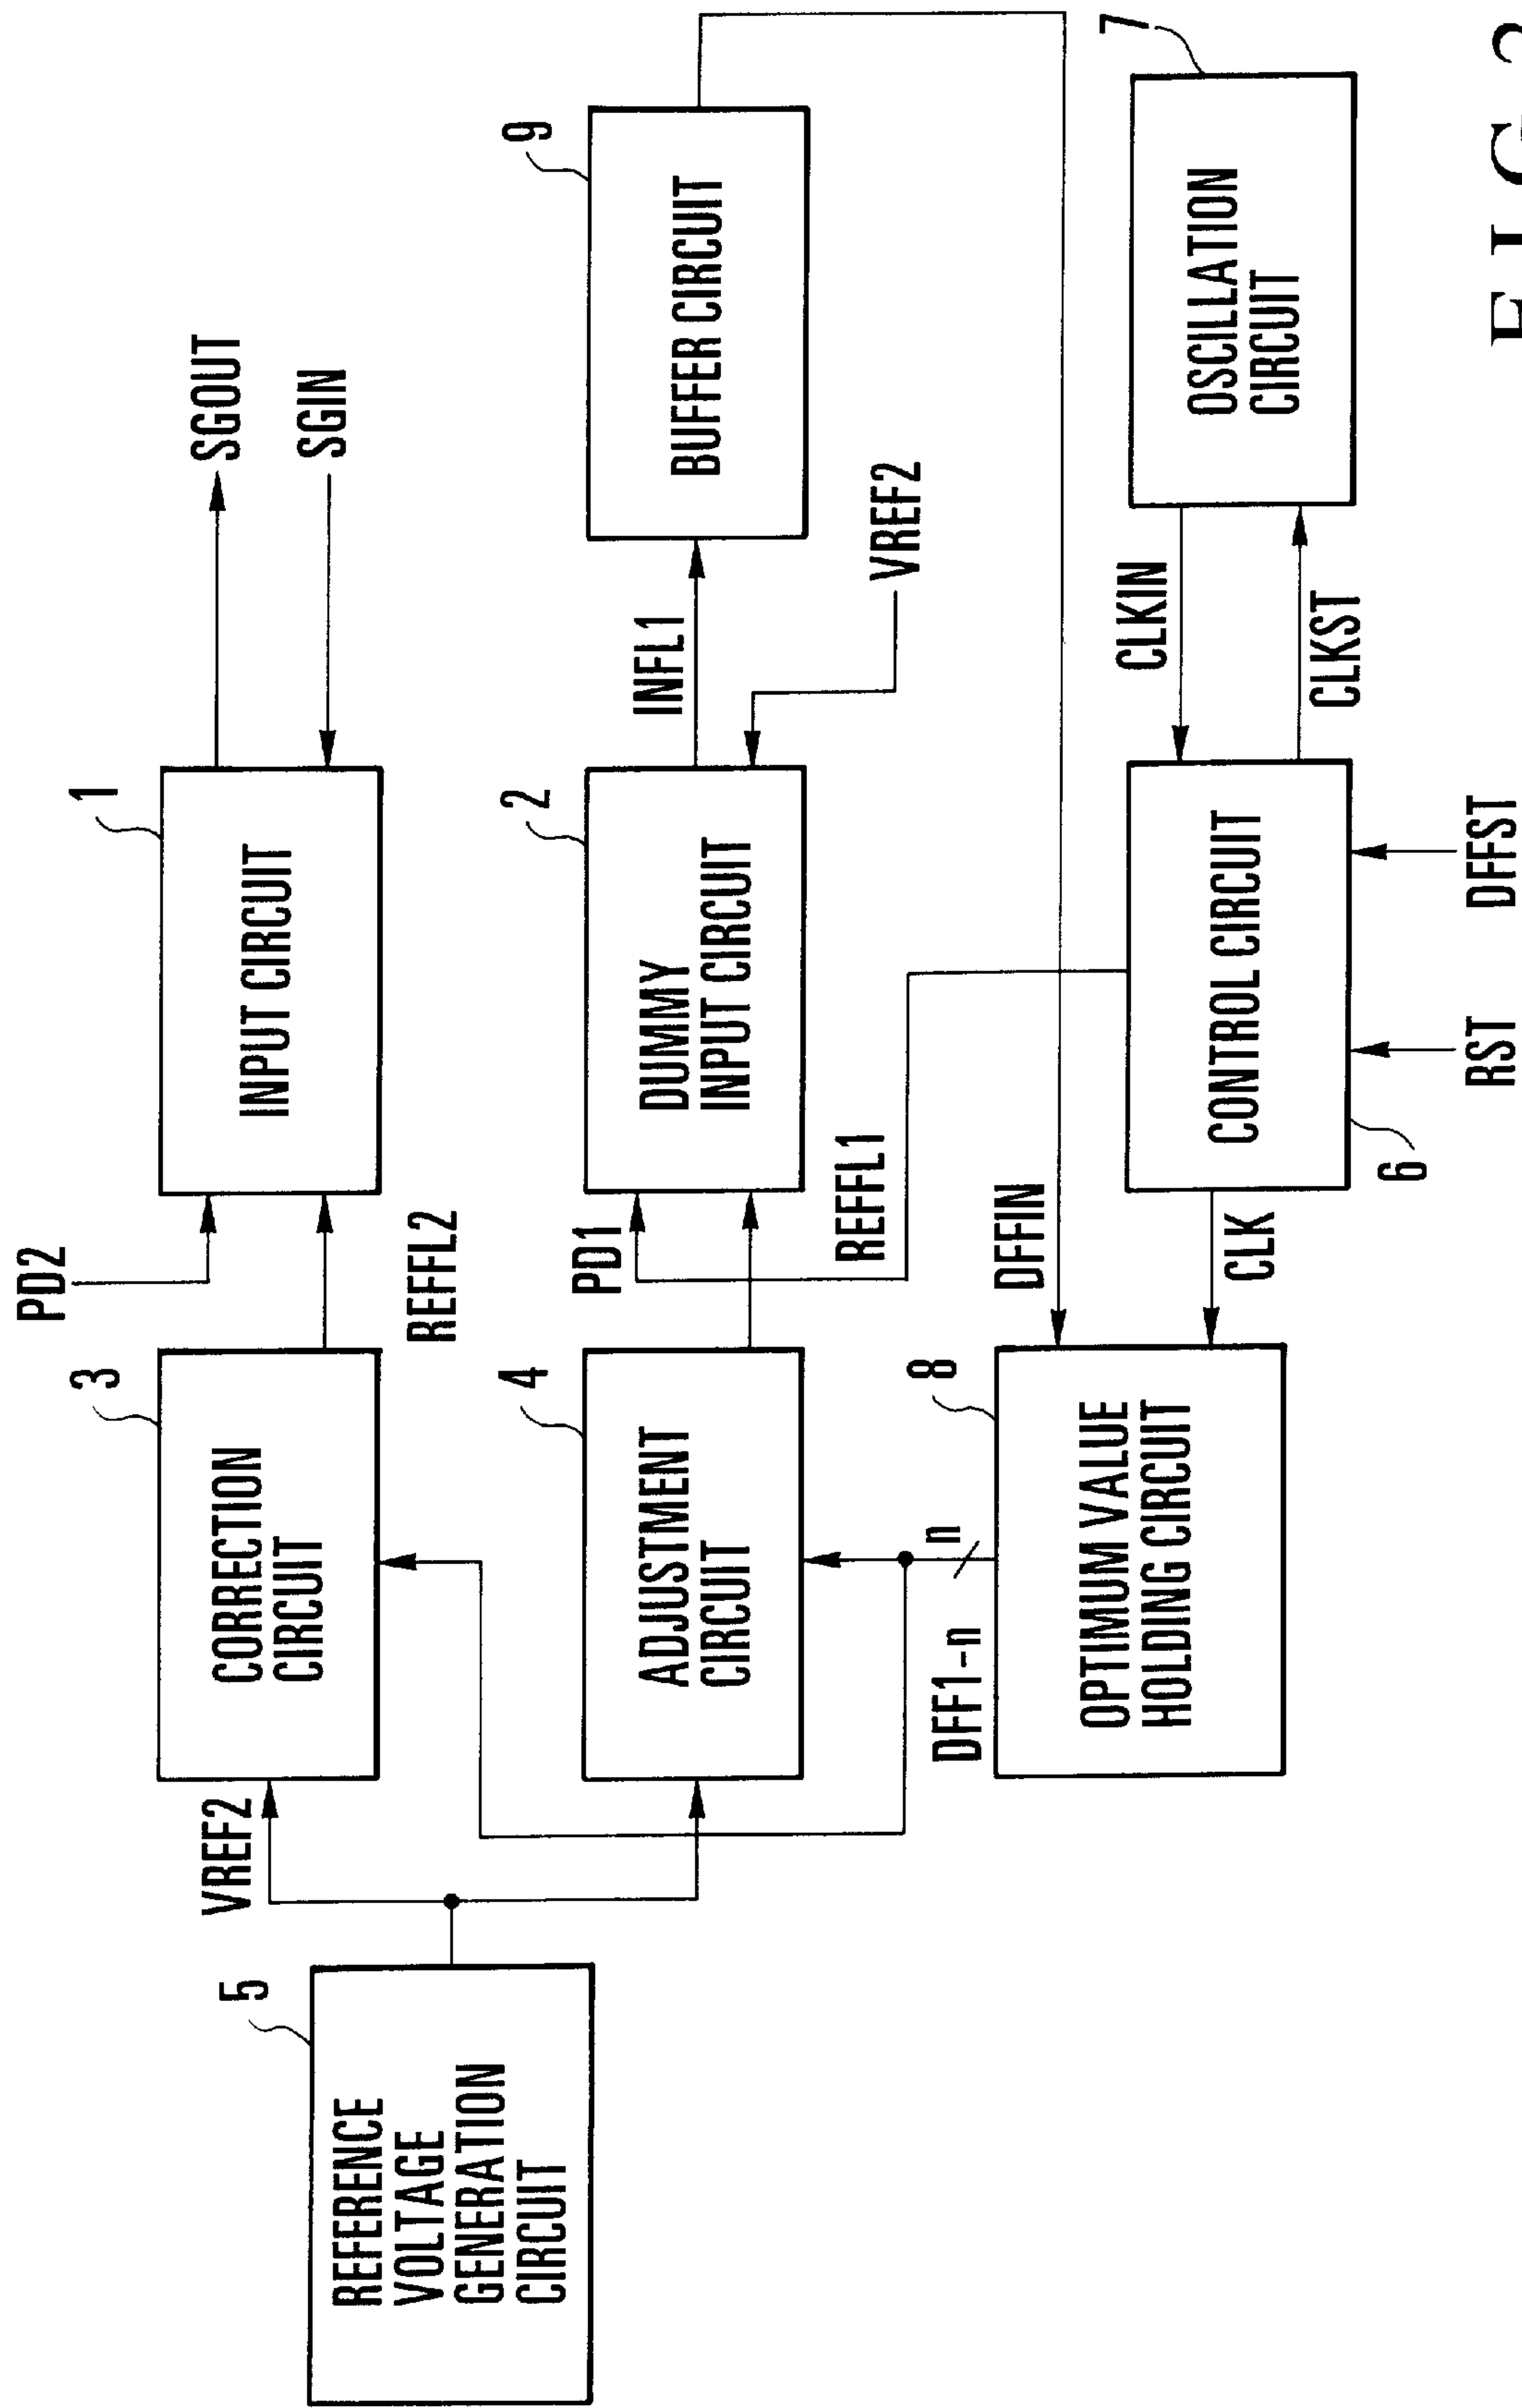 PD2
VREF2
3
CORRECTION
CIRCUIT
REFFL2
1
INPUT CIRCUIT
SGOUT
SGIN
5
REFERENCE
VOLTAGE
GENERATION
CIRCUIT
4
ADJUSTMENT
CIRCUIT
PD1
2
DUMMY
INPUT CIRCUIT
INFL1
VREF2
9
BUFFER CIRCUIT
REFFL1
n
DFF1-n
8
OPTIMUM VALUE
HOLDING CIRCUIT
DFFIN
CLK
6
CONTROL CIRCUIT
RST
DFFST
CLKIN
CLKST
7
OSCILLATION
CIRCUIT